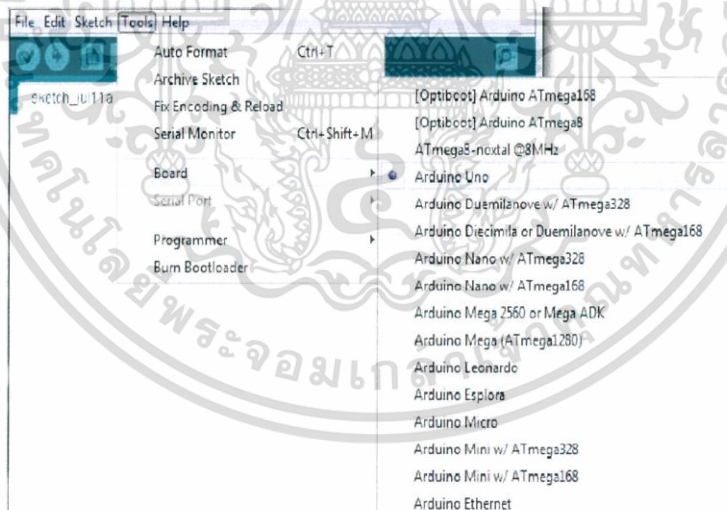 File Edit Sketch Tools Help
sketch_jul11a
Auto Format Ctrl+T
Archive Sketch
Fix Encoding & Reload
Serial Monitor Ctrl+Shift+M
Board
Serial Port
Programmer
Burn Bootloader
[Optiboot] Arduino ATmega168
[Optiboot] Arduino ATmega8
ATmega8-noxtal @8MHz
Arduino Uno
Arduino Duemilanove w/ ATmega328
Arduino Diecimila or Duemilanove w/ ATmega168
Arduino Nano w/ ATmega328
Arduino Nano w/ ATmega168
Arduino Mega 2560 or Mega ADK
Arduino Mega (ATmega1280)
Arduino Leonardo
Arduino Esplora
Arduino Micro
Arduino Mini w/ ATmega328
Arduino Mini w/ ATmega168
Arduino Ethernet